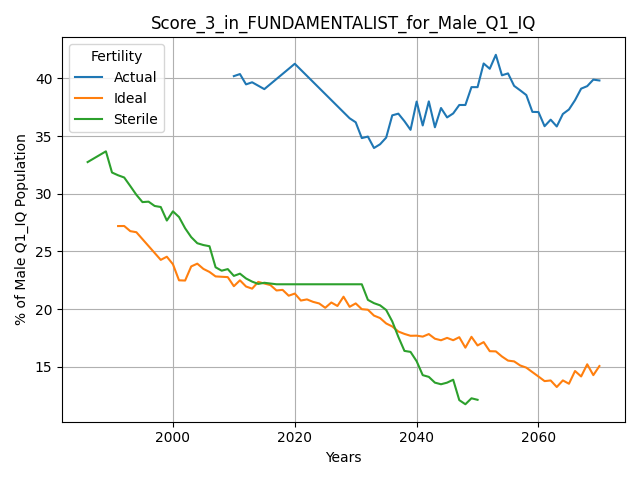 Score_3_in_FUNDAMENTALIST_for_Male_Q1_IQ
Fertility
Actual
Ideal
Sterile
% of Male Q1_IQ Population
40
35
30
25
20
15
2000
2020
2040
2060
Years